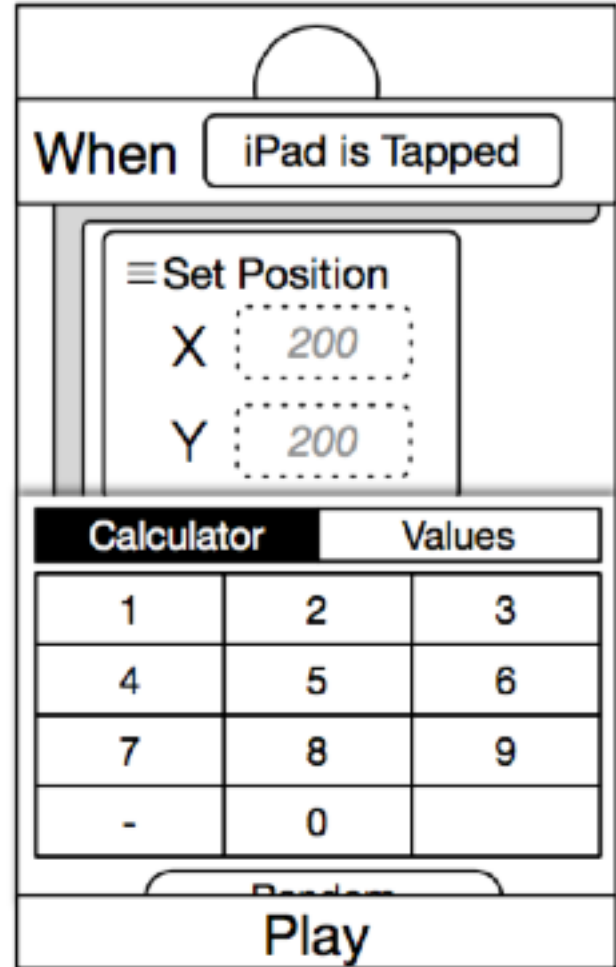 When iPad is Tapped
Set Position
X 200
Y 200
Calculator Values
1 2 3
4 5 6
7 8 9
- 0
Random
Play